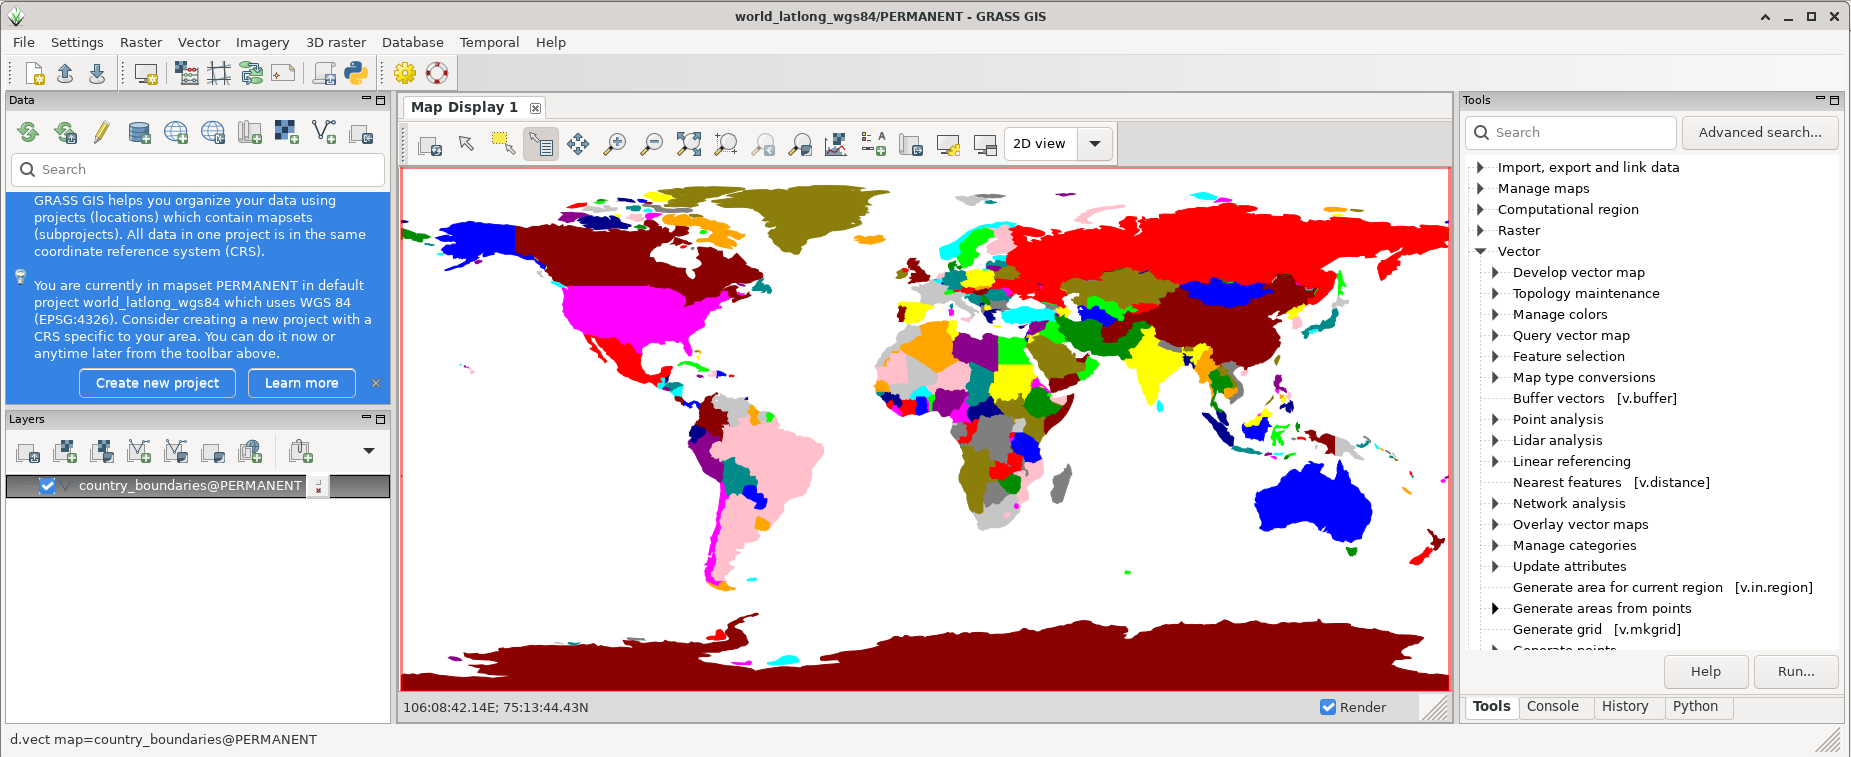 world_latlong_wgs84/PERMANENT - GRASS GIS
File Settings Raster Vector Imagery 3D raster Database Temporal Help
Data
Search
GRASS GIS helps you organize your data using
projects (locations) which contain mapsets
(subprojects). All data in one project is in the same
coordinate reference system (CRS).
You are currently in mapset PERMANENT in default
project world_latlong_wgs84 which uses WGS 84
(EPSG:4326). Consider creating a new project with a
CRS specific to your area. You can do it now or
anytime later from the toolbar above.
Create new project Learn more
Layers
country_boundaries@PERMANENT
Map Display 1
2D view
106:08:42.14E; 75:13:44.43N
Render
Tools
Search
Advanced search...
Import, export and link data
Manage maps
Computational region
Raster
Vector
Develop vector map
Topology maintenance
Manage colors
Query vector map
Feature selection
Map type conversions
Buffer vectors [v.buffer]
Point analysis
Lidar analysis
Linear referencing
Nearest features [v.distance]
Network analysis
Overlay vector maps
Manage categories
Update attributes
Generate area for current region [v.in.region]
Generate areas from points
Generate grid [v.mkgrid]
Generate points
Help Run...
Tools Console History Python
d.vect map=country_boundaries@PERMANENT